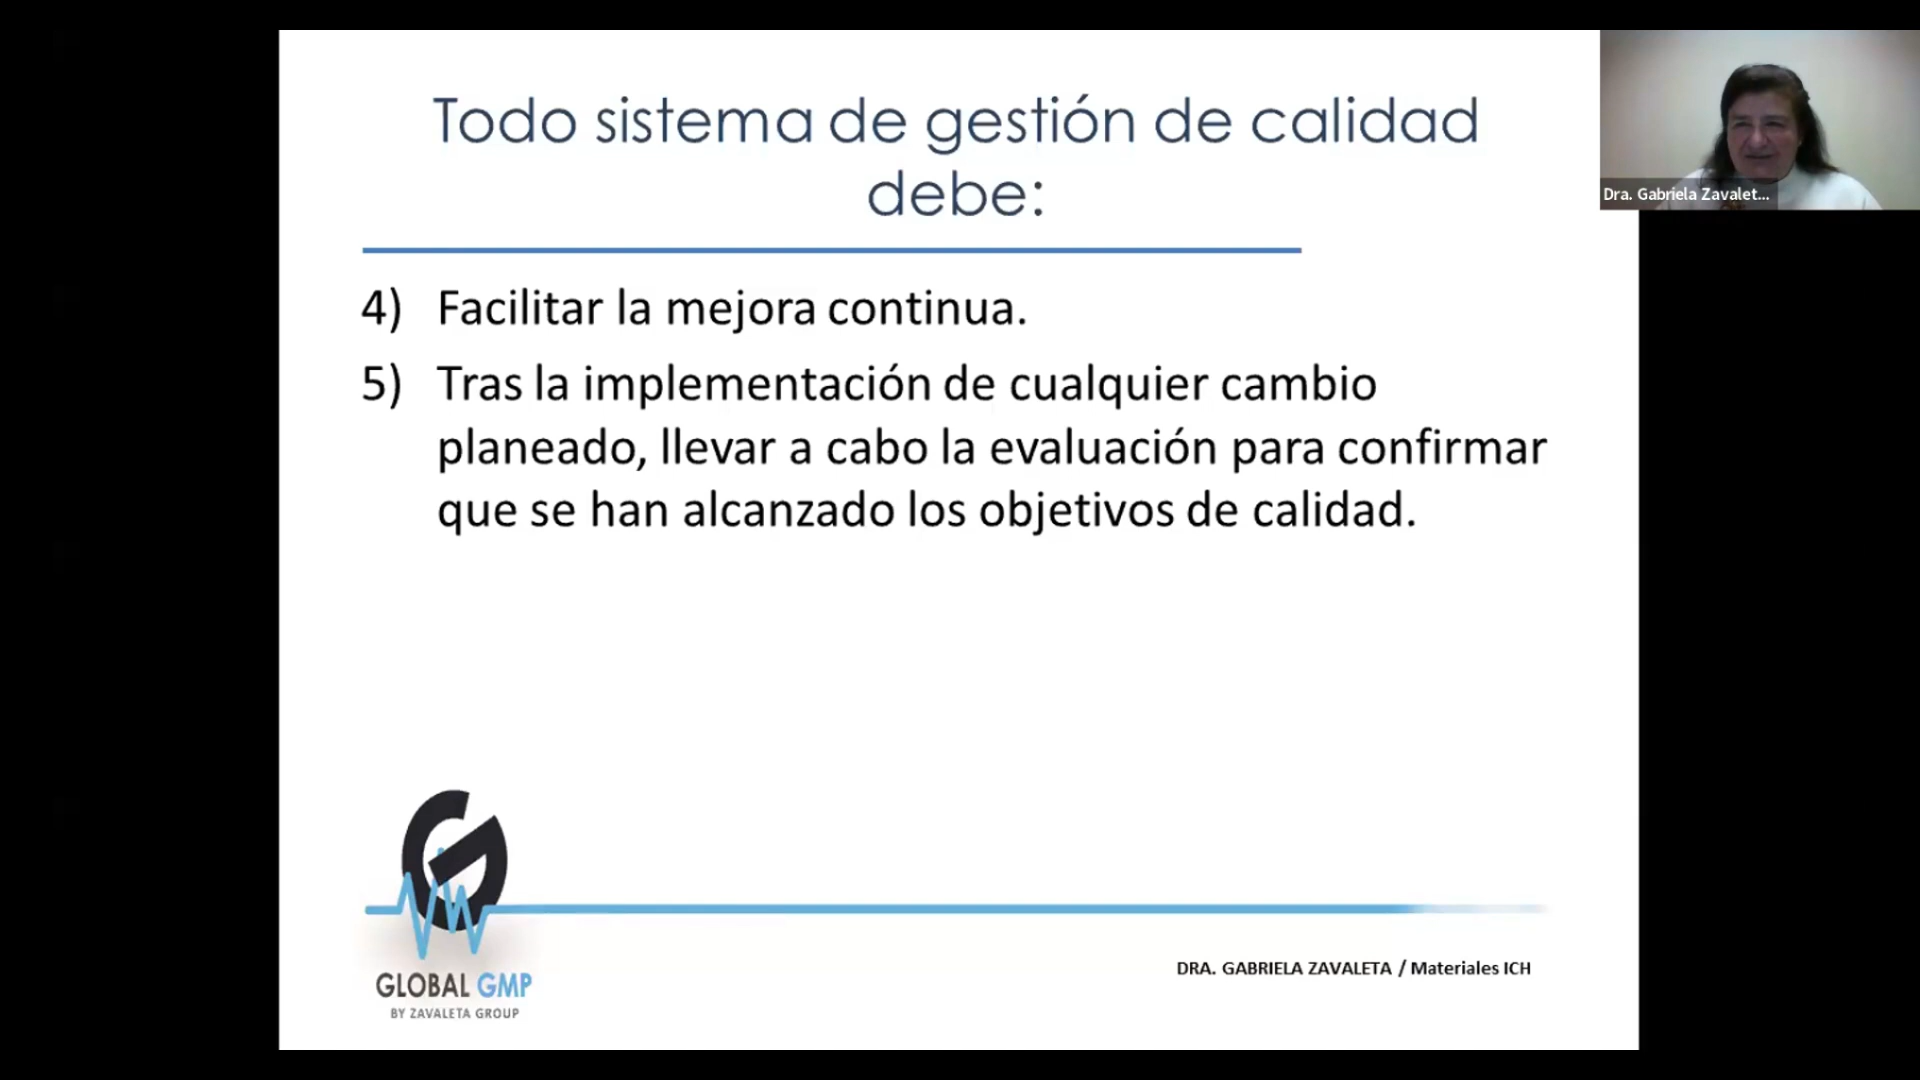 Todo sistema de gestión de calidad
debe:
Dra. Gabriela Zavalet...
4) Facilitar la mejora continua.
5) Tras la implementación de cualquier cambio
planeado, llevar a cabo la evaluación para confirmar
que se han alcanzado los objetivos de calidad.
DRA. GABRIELA ZAVALETA / Materiales ICH
GLOBAL GMP
BY ZAVALETA GROUP